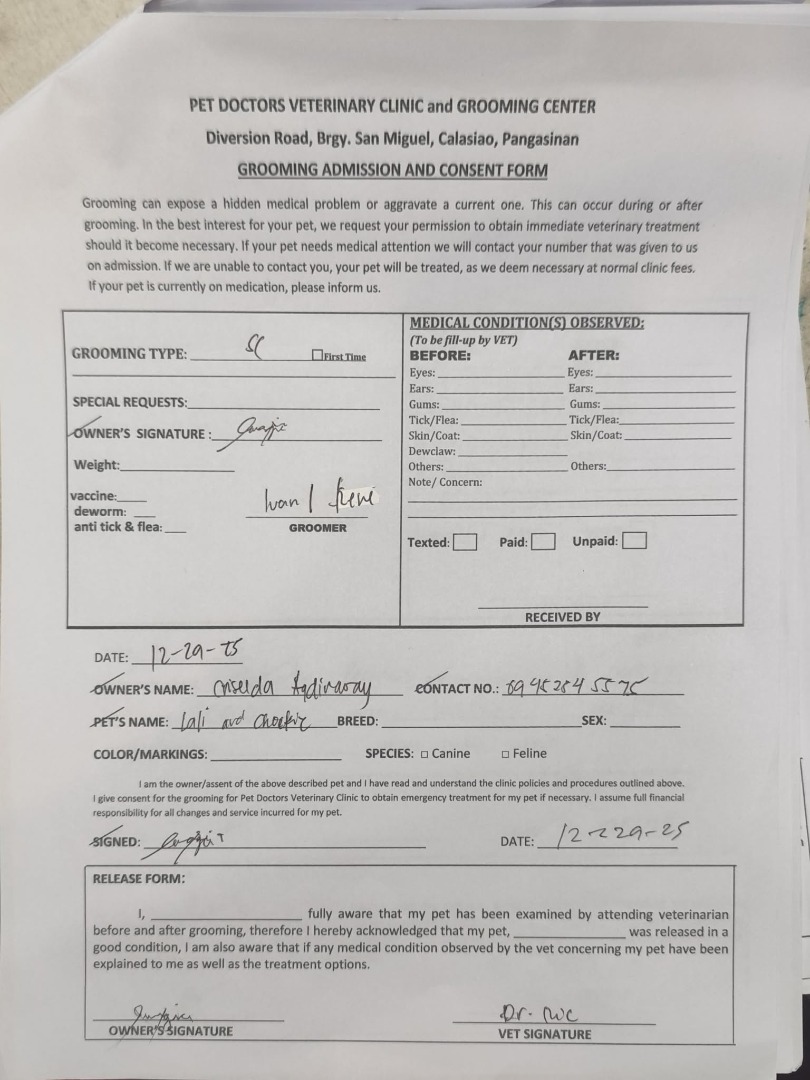 PET DOCTORS VETERINARY CLINIC and GROOMING CENTER
Diversion Road, Brgy. San Miguel, Calasiao, Pangasinan
GROOMING ADMISSION AND CONSENT FORM
Grooming can expose a hidden medical problem or aggravate a current one. This can occur during or after
grooming. In the best interest for your pet, we request your permission to obtain immediate veterinary treatment
should it become necessary. If your pet needs medical attention we will contact your number that was given to us
on admission. If we are unable to contact you, your pet will be treated, as we deem necessary at normal clinic fees.
If your pet is currently on medication, please inform us.
GROOMING TYPE: SC First Time
SPECIAL REQUESTS:
OWNER'S SIGNATURE :
Weight:
vaccine:
deworm:
anti tick & flea:
Ivan /
GROOMER
MEDICAL CONDITION(S) OBSERVED:
(To be fill-up by VET)
BEFORE: AFTER:
Eyes: Eyes:
Ears: Ears:
Gums: Gums:
Tick/Flea: Tick/Flea:
Skin/Coat: Skin/Coat:
Dewclaw:
Others: Others:
Note/ Concern:
Texted: Paid: Unpaid:
RECEIVED BY
DATE: 12-29-25
OWNER'S NAME: CONTACT NO.:
PET'S NAME: Lali and BREED: SEX:
COLOR/MARKINGS: SPECIES: Canine Feline
I am the owner/assent of the above described pet and I have read and understand the clinic policies and procedures outlined above.
I give consent for the grooming for Pet Doctors Veterinary Clinic to obtain emergency treatment for my pet if necessary. I assume full financial
responsibility for all changes and service incurred for my pet.
SIGNED: DATE: 12-29-25
RELEASE FORM:
I, fully aware that my pet has been examined by attending veterinarian
before and after grooming, therefore I hereby acknowledged that my pet, was released in a
good condition, I am also aware that if any medical condition observed by the vet concerning my pet have been
explained to me as well as the treatment options.
Dr.
OWNER'S SIGNATURE VET SIGNATURE